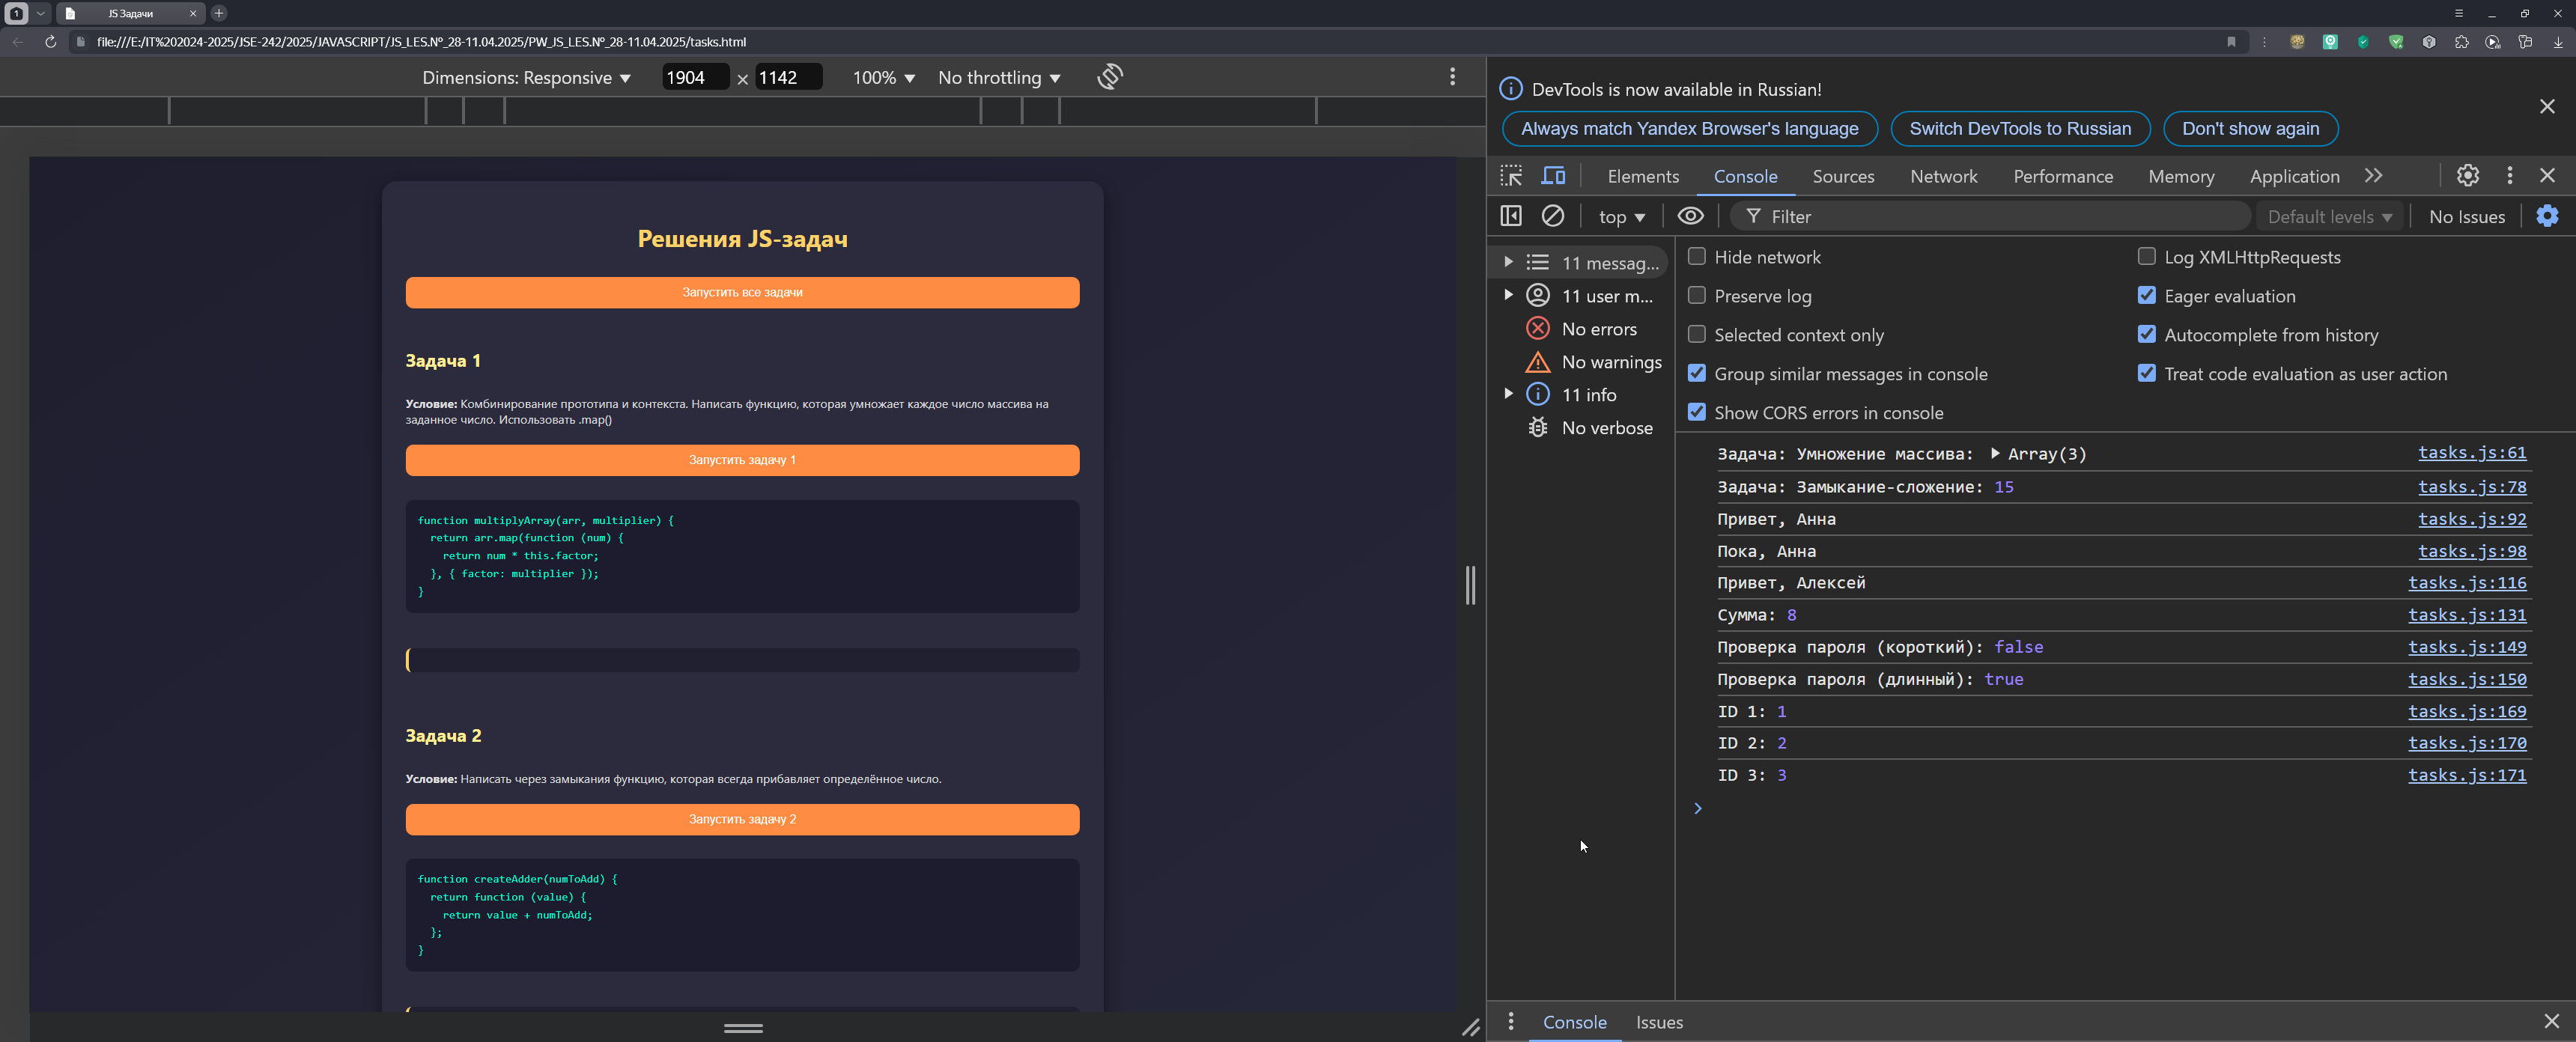 1
JS Задачи
file:///E:/IT%202024-2025/JSE-242/2025/JAVASCRIPT/JS_LES.Nº_28-11.04.2025/PW_JS_LES.Nº_28-11.04.2025/tasks.html
Dimensions: Responsive
1904 × 1142
100%
No throttling
Решения JS-задач
Запустить все задачи
Задача 1
Условие: Комбинирование прототипа и контекста. Написать функцию, которая умножает каждое число массива на
заданное число. Использовать .map()
Запустить задачу 1
function multiplyArray(arr, multiplier) {
return arr.map(function (num) {
return num * this.factor;
}, { factor: multiplier });
}
Задача 2
Условие: Написать через замыкания функцию, которая всегда прибавляет определённое число.
Запустить задачу 2
function createAdder(numToAdd) {
return function (value) {
return value + numToAdd;
};
}
DevTools is now available in Russian!
Always match Yandex Browser's language
Switch DevTools to Russian
Don't show again
Elements Console Sources Network Performance Memory Application
top
Filter
Default levels
No Issues
11 messag...
11 user m...
No errors
No warnings
11 info
No verbose
Hide network
Log XMLHttpRequests
Preserve log
Eager evaluation
Selected context only
Autocomplete from history
Group similar messages in console
Treat code evaluation as user action
Show CORS errors in console
Задача: Умножение массива: Array(3) tasks.js:61
Задача: Замыкание-сложение: 15 tasks.js:78
Привет, Анна tasks.js:92
Пока, Анна tasks.js:98
Привет, Алексей tasks.js:116
Сумма: 8 tasks.js:131
Проверка пароля (короткий): false tasks.js:149
Проверка пароля (длинный): true tasks.js:150
ID 1: 1 tasks.js:169
ID 2: 2 tasks.js:170
ID 3: 3 tasks.js:171
Console Issues